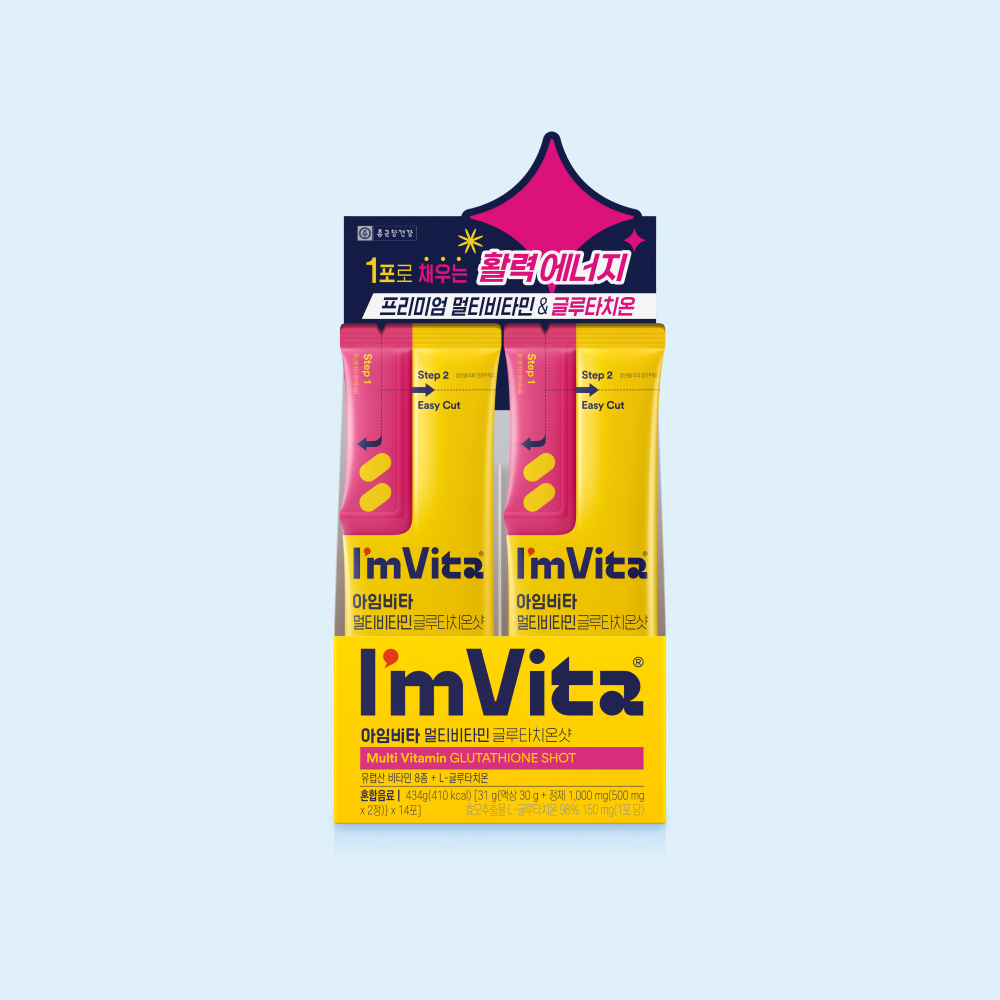 종근당건강
1포로 채우는 활력에너지
프리미엄 멀티비타민 & 글루타치온
Step 1
Step 2
Easy Cut
I'mVita®
아임비타
멀티비타민글루타치온샷
Step 1
Step 2
Easy Cut
I'mVita®
아임비타
멀티비타민글루타치온샷
I'mVita®
아임비타 멀티비타민 글루타치온샷
Multi Vitamin GLUTATHIONE SHOT
유럽산 비타민 8종 + L-글루타치온
혼합음료 | 434g(410 kcal) [31 g{액상 30 g + 정제 1,000 mg(500 mg
x 2정)} x 14포] 효모추출물 L-글루타치온 98% 150 mg(1포 당)